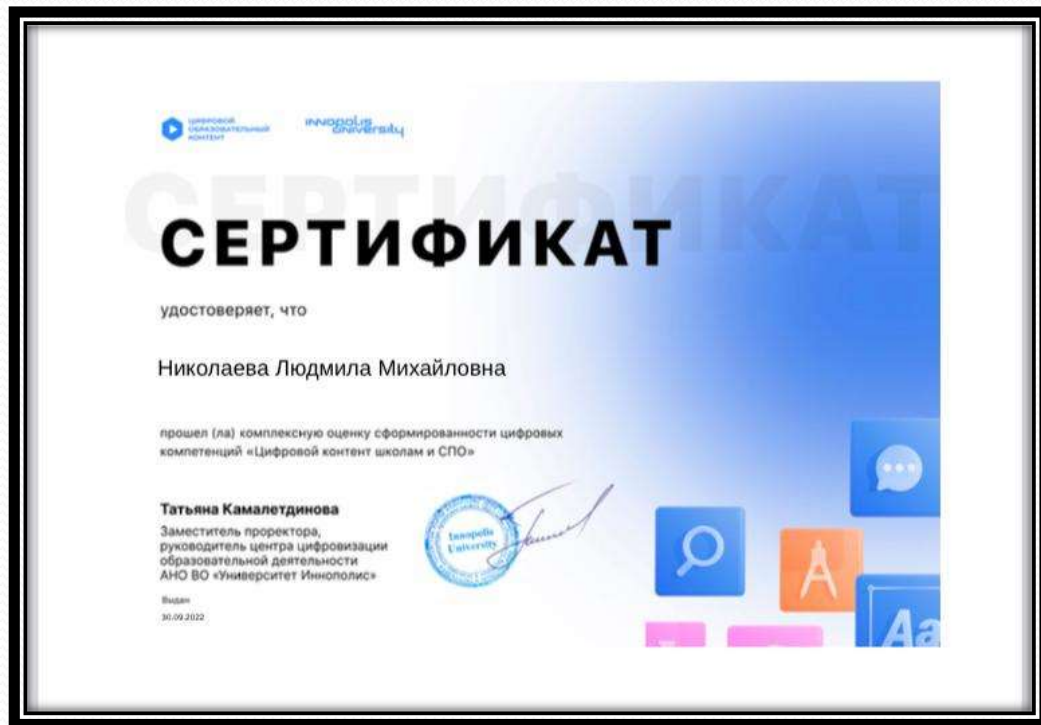 ЦИФРОВОЙ
ОБРАЗОВАТЕЛЬНЫЙ
КОНТЕНТ
INNOPOLIS
UNIVERSITY
СЕРТИФИКАТ
СЕРТИФИКАТ
удостоверяет, что
Николаева Людмила Михайловна
прошел (ла) комплексную оценку сформированности цифровых
компетенций «Цифровой контент школам и СПО»
Татьяна Камалетдинова
Заместитель проректора,
руководитель центра цифровизации
образовательной деятельности
АНО ВО «Университет Иннополис»
Innopolis
University
Выдан
30.09.2022
Aa